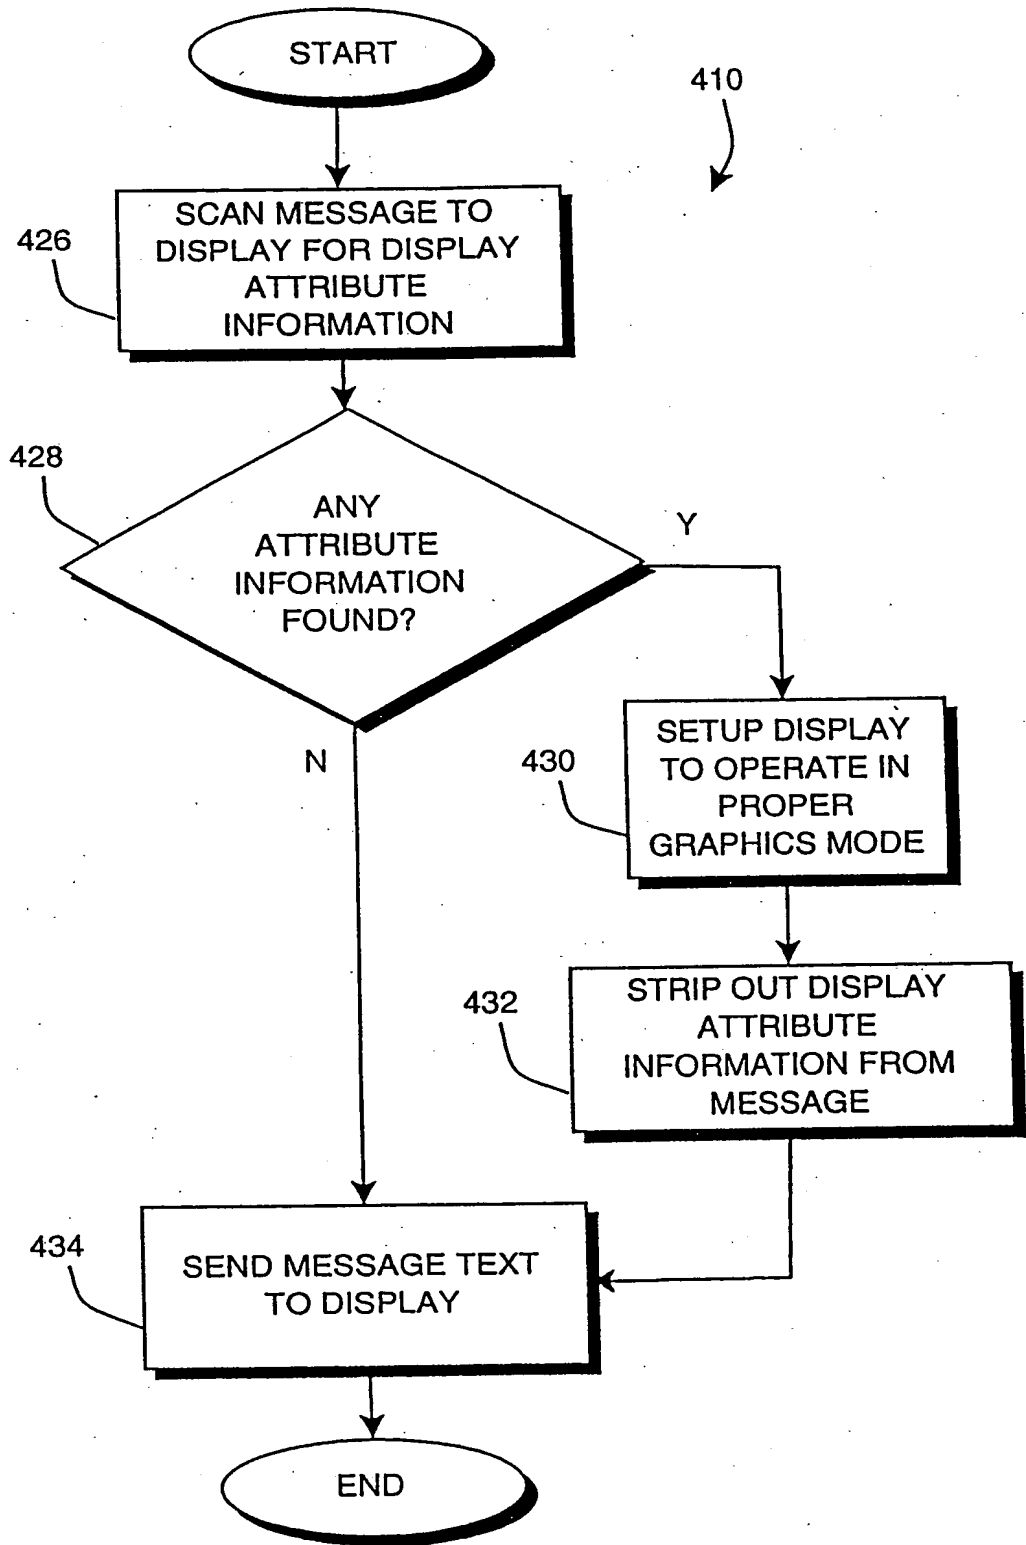 START
410
SCAN MESSAGE TO
DISPLAY FOR DISPLAY
ATTRIBUTE
INFORMATION
426
428
ANY
ATTRIBUTE
INFORMATION
FOUND?
Y
N
SETUP DISPLAY
TO OPERATE IN
PROPER
GRAPHICS MODE
430
STRIP OUT DISPLAY
ATTRIBUTE
INFORMATION FROM
MESSAGE
432
SEND MESSAGE TEXT
TO DISPLAY
434
END